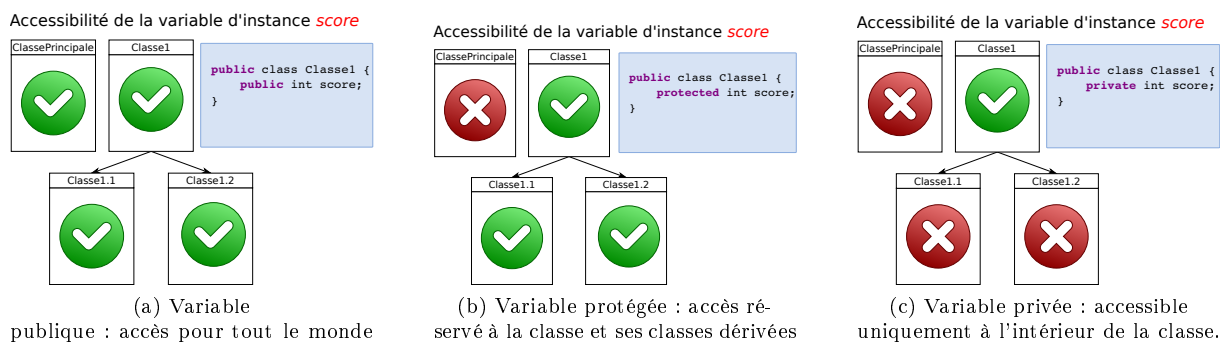 Accessibilité de la variable d'instance score
ClassePrincipale
Classe1
public class Classe1 {
public int score;
}
Classe1.1
Classe1.2
(a) Variable
publique : accès pour tout le monde
Accessibilité de la variable d'instance score
ClassePrincipale
Classe1
public class Classe1 {
protected int score;
}
Classe1.1
Classe1.2
(b) Variable protégée : accès ré-
servé à la classe et ses classes dérivées
Accessibilité de la variable d'instance score
ClassePrincipale
Classe1
public class Classe1 {
private int score;
}
Classe1.1
Classe1.2
(c) Variable privée : accessible
uniquement à l'intérieur de la classe.